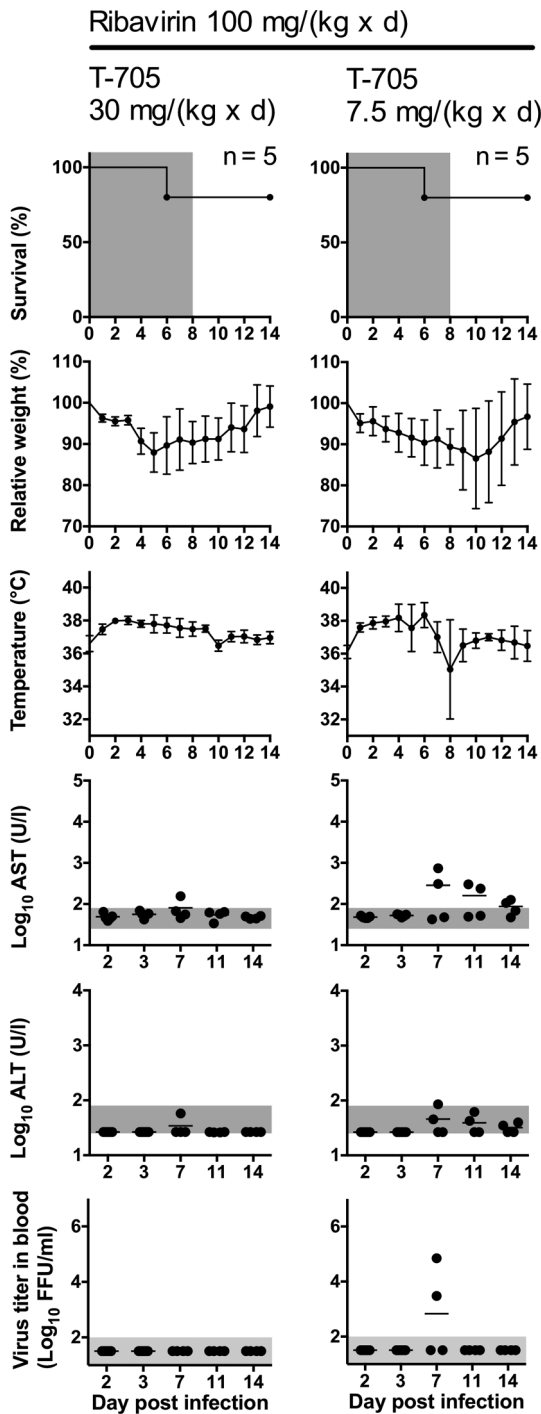 Ribavirin 100 mg/(kg x d)
T-705
30 mg/(kg x d)
T-705
7.5 mg/(kg x d)
Survival (%)
100
50
0
n = 5
0 2 4 6 8 10 12 14
100
50
0
n = 5
0 2 4 6 8 10 12 14
Relative weight (%)
110
100
90
80
70
0 2 4 6 8 10 12 14
110
100
90
80
70
0 2 4 6 8 10 12 14
Temperature (°C)
40
38
36
34
32
0 2 4 6 8 10 12 14
40
38
36
34
32
0 2 4 6 8 10 12 14
Log10 AST (U/l)
5
4
3
2
1
2 3 7 11 14
5
4
3
2
1
2 3 7 11 14
Log10 ALT (U/l)
4
3
2
1
2 3 7 11 14
4
3
2
1
2 3 7 11 14
Virus titer in blood
(Log10 FFU/ml)
6
4
2
2 3 7 11 14
Day post infection
6
4
2
2 3 7 11 14
Day post infection